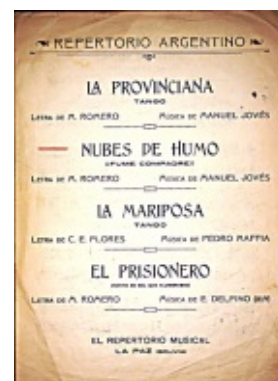 REPERTORIO ARGENTINO
LA PROVINCIANA
TANGO
LETRA DE M. ROMERO MÚSICA DE MANUEL JOVÉS
NUBES DE HUMO
(FUME COMPADRE)
LETRA DE M. ROMERO MÚSICA DE MANUEL JOVÉS
LA MARIPOSA
TANGO
LETRA DE C. E. FLORES MÚSICA DE PEDRO MAFFIA
EL PRISIONERO
LETRA DE M. ROMERO MÚSICA DE E. DELFINO
EL REPERTORIO MUSICAL
LA PAZ BOLIVIA